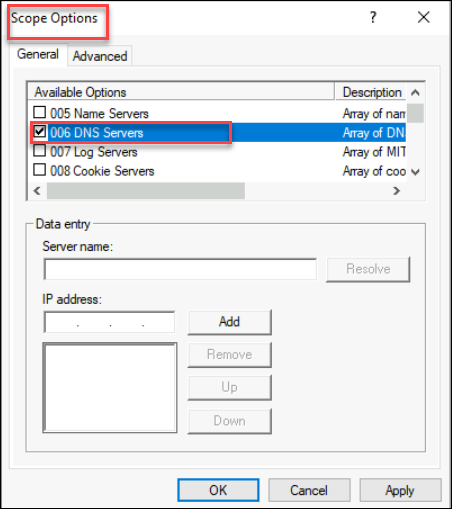 Scope Options ? ×
General Advanced
Available Options Description
005 Name Servers Array of nam
006 DNS Servers Array of DN
007 Log Servers Array of MIT
008 Cookie Servers Array of coo
Data entry
Server name:
Resolve
IP address:
. . . Add
Remove
Up
Down
OK Cancel Apply